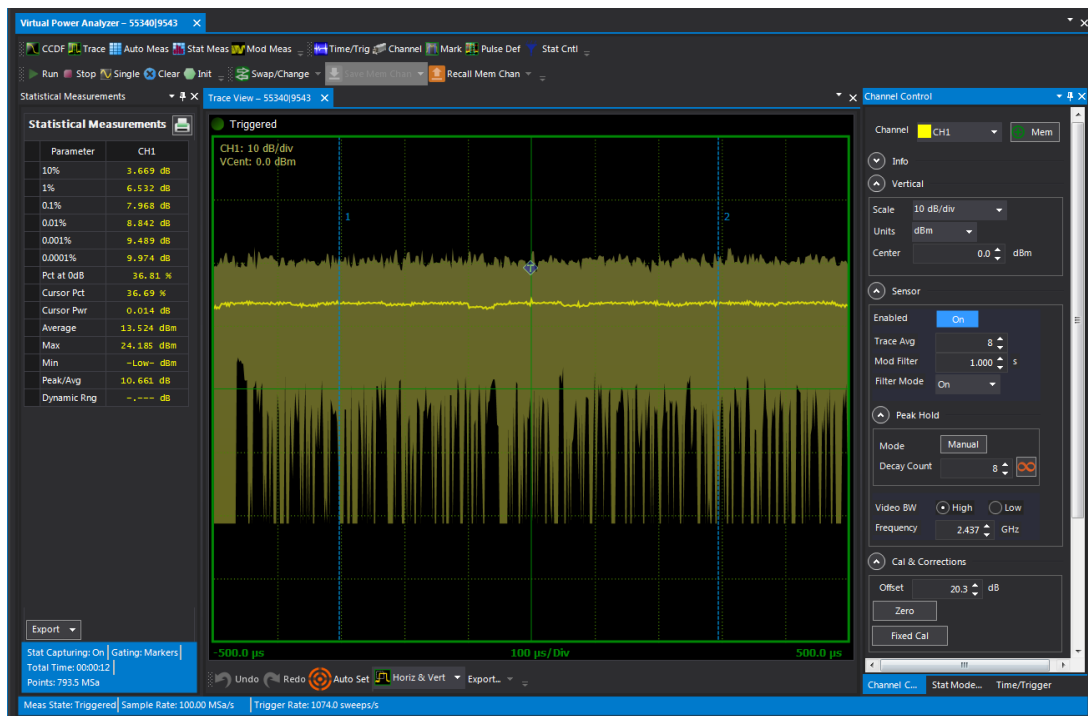 Virtual Power Analyzer – 55340|9543
CCDF Trace Auto Meas Stat Meas Mod Meas Time/Trig Channel Mark Pulse Def Stat Cntl
Run Stop Single Clear Init Swap/Change Save Mem Chan Recall Mem Chan
Statistical Measurements
Statistical Measurements
Parameter CH1
10% 3.669 dB
1% 6.532 dB
0.1% 7.968 dB
0.01% 8.842 dB
0.001% 9.489 dB
0.0001% 9.974 dB
Pct at 0dB 36.81 %
Cursor Pct 36.69 %
Cursor Pwr 0.014 dB
Average 13.524 dBm
Max 24.185 dBm
Min -Low- dBm
Peak/Avg 10.661 dB
Dynamic Rng -.--- dB
Export
Stat Capturing: On Gating: Markers
Total Time: 00:00:12
Points: 793.5 MSa
Trace View – 55340|9543
Triggered
CH1: 10 dB/div
VCent: 0.0 dBm
1
2
T
-500.0 µs 100 µs/Div 500.0 µs
Undo Redo Auto Set Horiz & Vert Export...
Channel Control
Channel CH1 Mem
Info
Vertical
Scale 10 dB/div
Units dBm
Center 0.0 dBm
Sensor
Enabled On
Trace Avg 8
Mod Filter 1.000 s
Filter Mode On
Peak Hold
Mode Manual
Decay Count 8
Video BW High Low
Frequency 2.437 GHz
Cal & Corrections
Offset 20.3 dB
Zero
Fixed Cal
Channel C... Stat Mode... Time/Trigger
Meas State: Triggered Sample Rate: 100.00 MSa/s Trigger Rate: 1074.0 sweeps/s